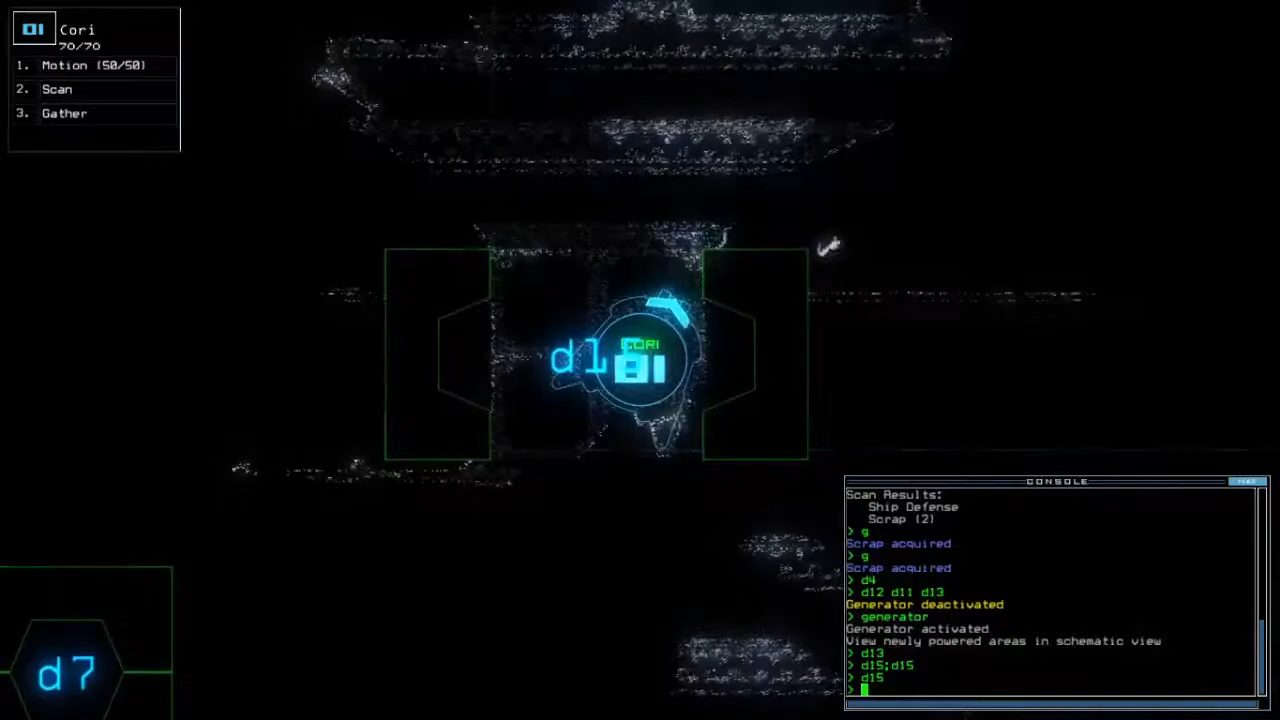 01 Cori
70/70
1. Motion (50/50)
2. Scan
3. Gather
CORI
01
d7
CONSOLE
Scan Results:
Ship Defense
Scrap (2)
> g
Scrap acquired
> g
Scrap acquired
> d4
> d12 d11 d13
Generator deactivated
> generator
Generator activated
View newly powered areas in schematic view
> d13
> d15;d15
> d15
>